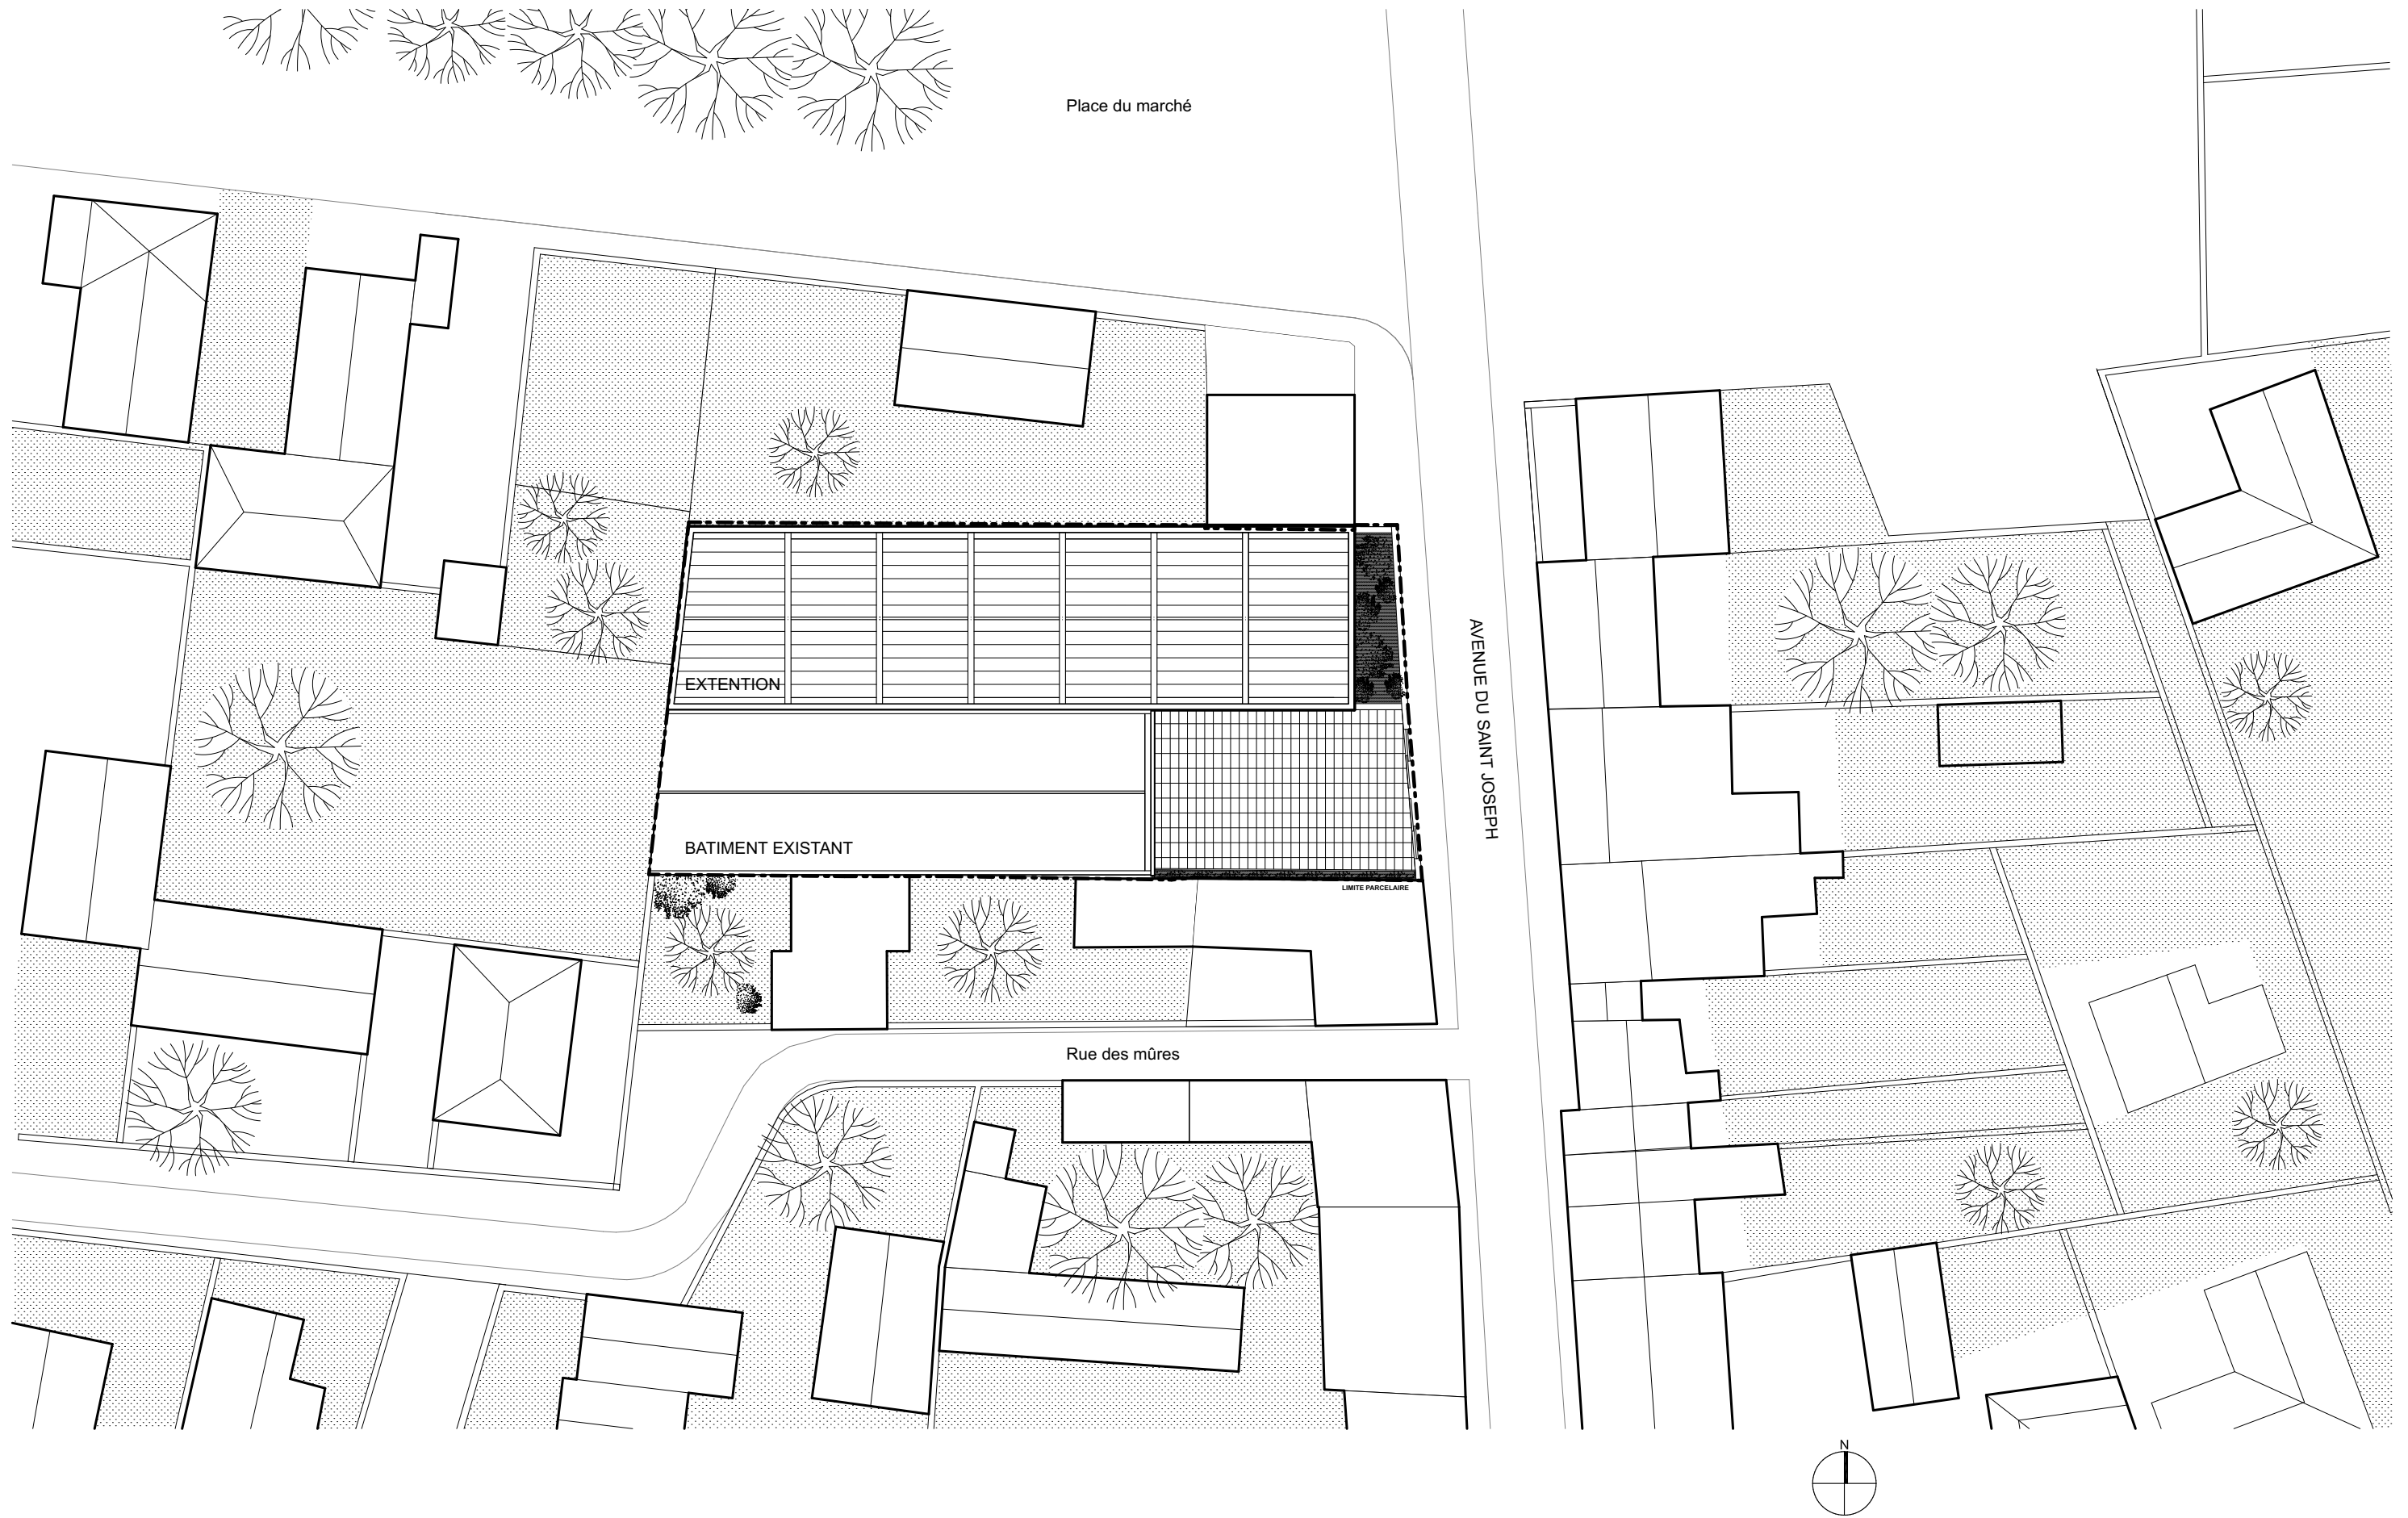 Place du marché
EXTENTION
AVENUE DU SAINT JOSEPH
BATIMENT EXISTANT
LIMITE PARCELAIRE
Rue des mûres
N